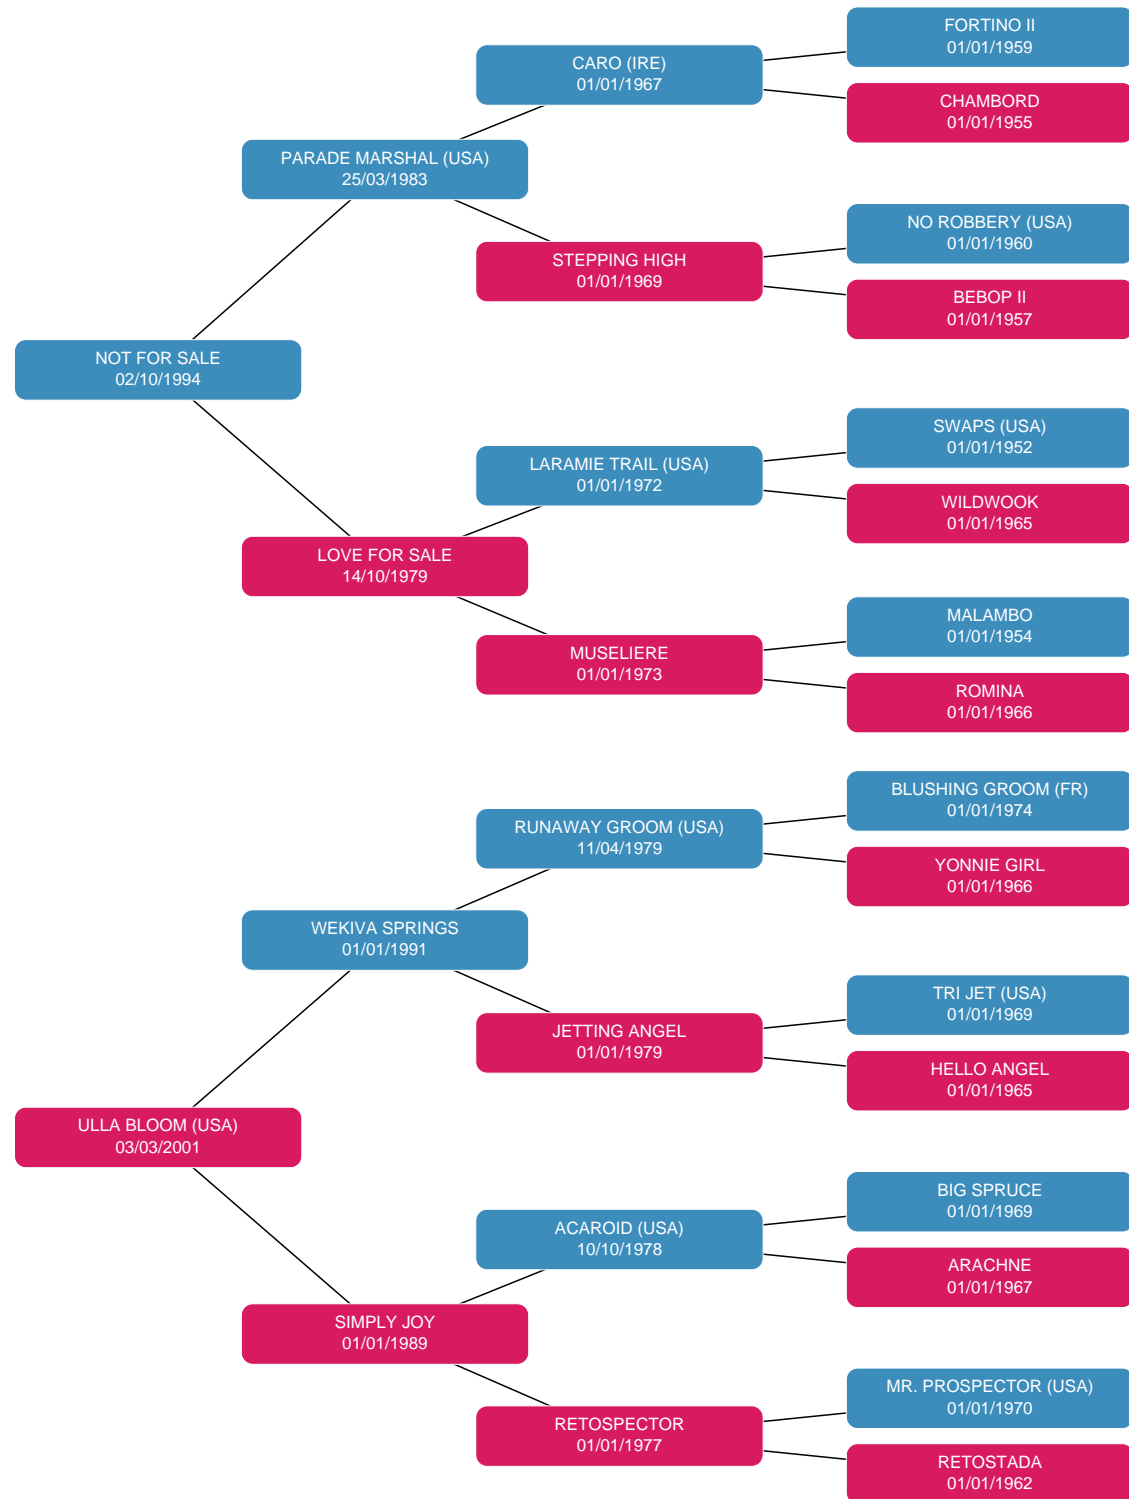 FORTINO II
01/01/1959
CARO (IRE)
01/01/1967
CHAMBORD
01/01/1955
PARADE MARSHAL (USA)
25/03/1983
NO ROBBERY (USA)
01/01/1960
STEPPING HIGH
01/01/1969
BEBOP II
01/01/1957
NOT FOR SALE
02/10/1994
SWAPS (USA)
01/01/1952
LARAMIE TRAIL (USA)
01/01/1972
WILDWOOK
01/01/1965
LOVE FOR SALE
14/10/1979
MALAMBO
01/01/1954
MUSELIERE
01/01/1973
ROMINA
01/01/1966
BLUSHING GROOM (FR)
01/01/1974
RUNAWAY GROOM (USA)
11/04/1979
YONNIE GIRL
01/01/1966
WEKIVA SPRINGS
01/01/1991
TRI JET (USA)
01/01/1969
JETTING ANGEL
01/01/1979
HELLO ANGEL
01/01/1965
ULLA BLOOM (USA)
03/03/2001
BIG SPRUCE
01/01/1969
ACAROID (USA)
10/10/1978
ARACHNE
01/01/1967
SIMPLY JOY
01/01/1989
MR. PROSPECTOR (USA)
01/01/1970
RETOSPECTOR
01/01/1977
RETOSTADA
01/01/1962